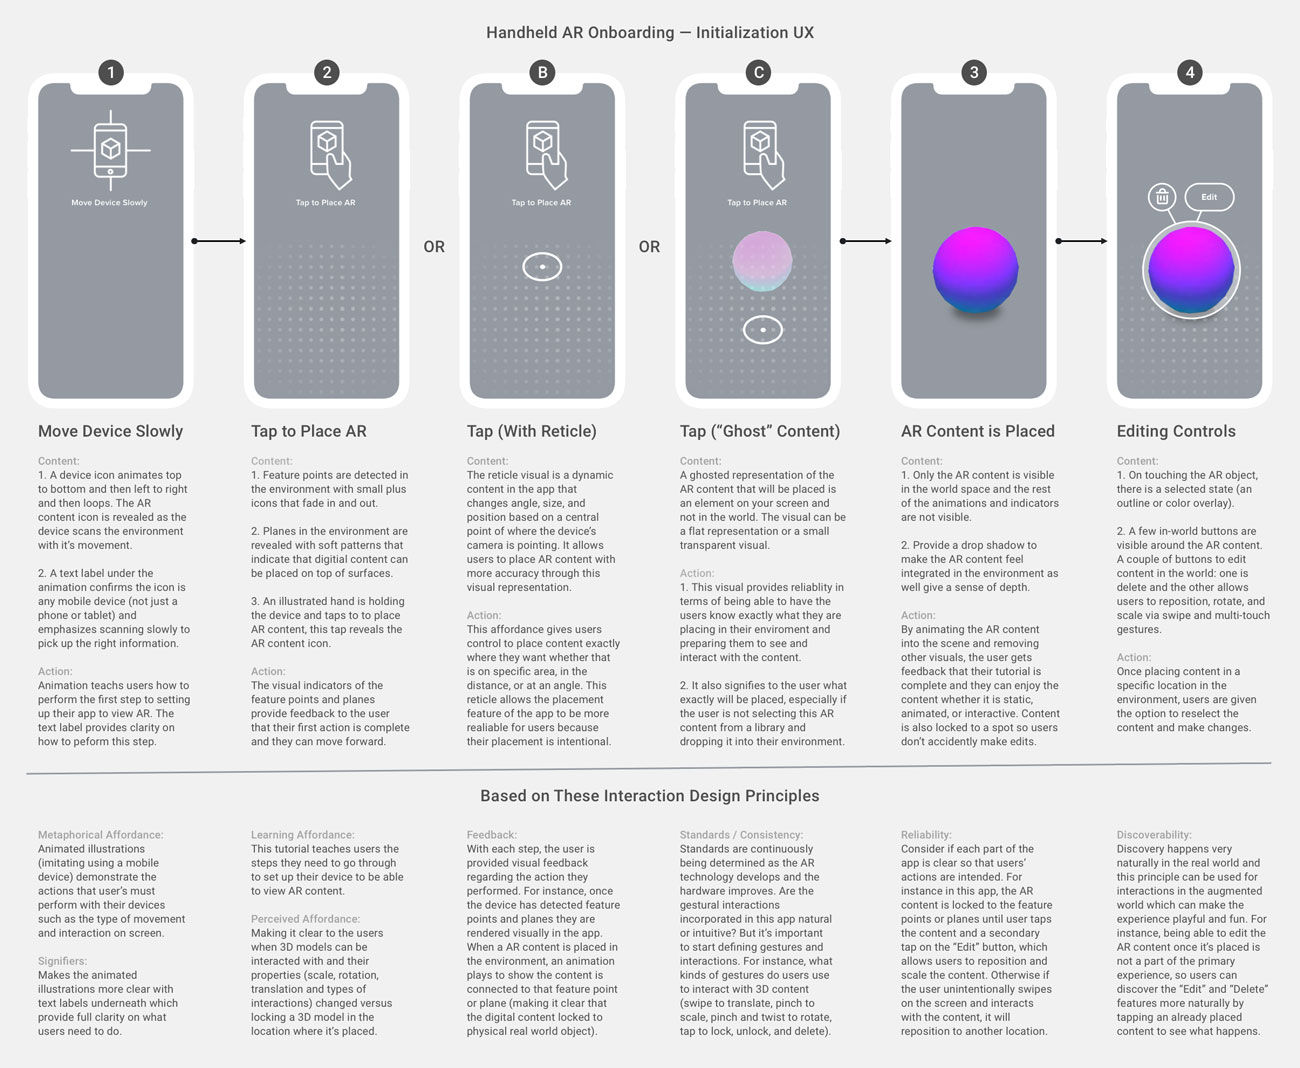 Handheld AR Onboarding — Initialization UX
1
2
B
C
3
4
Move Device Slowly
Tap to Place AR
OR
Tap to Place AR
OR
Tap to Place AR
Edit
Move Device Slowly
Content:
1. A device icon animates top
to bottom and then left to right
and then loops. The AR
content icon is revealed as the
device scans the environment
with it's movement.
2. A text label under the
animation confirms the icon is
any mobile device (not just a
phone or tablet) and
emphasizes scanning slowly to
pick up the right information.
Action:
Animation teachs users how to
perform the first step to setting
up their app to view AR. The
text label provides clarity on
how to peform this step.
Tap to Place AR
Content:
1. Feature points are detected in
the environment with small plus
icons that fade in and out.
2. Planes in the environment are
revealed with soft patterns that
indicate that digitial content can
be placed on top of surfaces.
3. An illustrated hand is holding
the device and taps to to place
AR content, this tap reveals the
AR content icon.
Action:
The visual indicators of the
feature points and planes
provide feedback to the user
that their first action is complete
and they can move forward.
Tap (With Reticle)
Content:
The reticle visual is a dynamic
content in the app that
changes angle, size, and
position based on a central
point of where the device's
camera is pointing. It allows
users to place AR content with
more accuracy through this
visual representation.
Action:
This affordance gives users
control to place content exactly
where they want whether that
is on specific area, in the
distance, or at an angle. This
reticle allows the placement
feature of the app to be more
realiable for users because
their placement is intentional.
Tap (“Ghost” Content)
Content:
A ghosted representation of the
AR content that will be placed is
an element on your screen and
not in the world. The visual can be
a flat representation or a small
transparent visual.
Action:
1. This visual provides reliablity in
terms of being able to have the
users know exactly what they are
placing in their enviroment and
preparing them to see and
interact with the content.
2. It also signifies to the user what
exactly will be placed, especially if
the user is not selecting this AR
content from a library and
dropping it into their environment.
AR Content is Placed
Content:
1. Only the AR content is visible
in the world space and the rest
of the animations and indicators
are not visible.
2. Provide a drop shadow to
make the AR content feel
integrated in the environment as
well give a sense of depth.
Action:
By animating the AR content
into the scene and removing
other visuals, the user gets
feedback that their tutorial is
complete and they can enjoy the
content whether it is static,
animated, or interactive. Content
is also locked to a spot so users
don't accidently make edits.
Editing Controls
Content:
1. On touching the AR object,
there is a selected state (an
outline or color overlay).
2. A few in-world buttons are
visible around the AR content.
A couple of buttons to edit
content in the world: one is
delete and the other allows
users to reposition, rotate, and
scale via swipe and multi-touch
gestures.
Action:
Once placing content in a
specific location in the
environment, users are given
the option to reselect the
content and make changes.
Based on These Interaction Design Principles
Metaphorical Affordance:
Animated illustrations
(imitating using a mobile
device) demonstrate the
actions that user's must
perform with their devices
such as the type of movement
and interaction on screen.
Signifiers:
Makes the animated
illustrations more clear with
text labels underneath which
provide full clarity on what
users need to do.
Learning Affordance:
This tutorial teaches users the
steps they need to go through
to set up their device to be able
to view AR content.
Perceived Affordance:
Making it clear to the users
when 3D models can be
interacted with and their
properties (scale, rotation,
translation and types of
interactions) changed versus
locking a 3D model in the
location where it's placed.
Feedback:
With each step, the user is
provided visual feedback
regarding the action they
performed. For instance, once
the device has detected feature
points and planes they are
rendered visually in the app.
When a AR content is placed in
the environment, an animation
plays to show the content is
connected to that feature point
or plane (making it clear that
the digital content locked to
physical real world object).
Standards / Consistency:
Standards are continuously
being determined as the AR
technology develops and the
hardware improves. Are the
gestural interactions
incorporated in this app natural
or intuitive? But it's important
to start defining gestures and
interactions. For instance, what
kinds of gestures do users use
to interact with 3D content
(swipe to translate, pinch to
scale, pinch and twist to rotate,
tap to lock, unlock, and delete).
Reliability:
Consider if each part of the
app is clear so that users'
actions are intended. For
instance in this app, the AR
content is locked to the feature
points or planes until user taps
the content and a secondary
tap on the “Edit” button, which
allows users to reposition and
scale the content. Otherwise if
the user unintentionally swipes
on the screen and interacts
with the content, it will
reposition to another location.
Discoverability:
Discovery happens very
naturally in the real world and
this principle can be used for
interactions in the augmented
world which can make the
experience playful and fun. For
instance, being able to edit the
AR content once it's placed is
not a part of the primary
experience, so users can
discover the “Edit” and “Delete”
features more naturally by
tapping an already placed
content to see what happens.